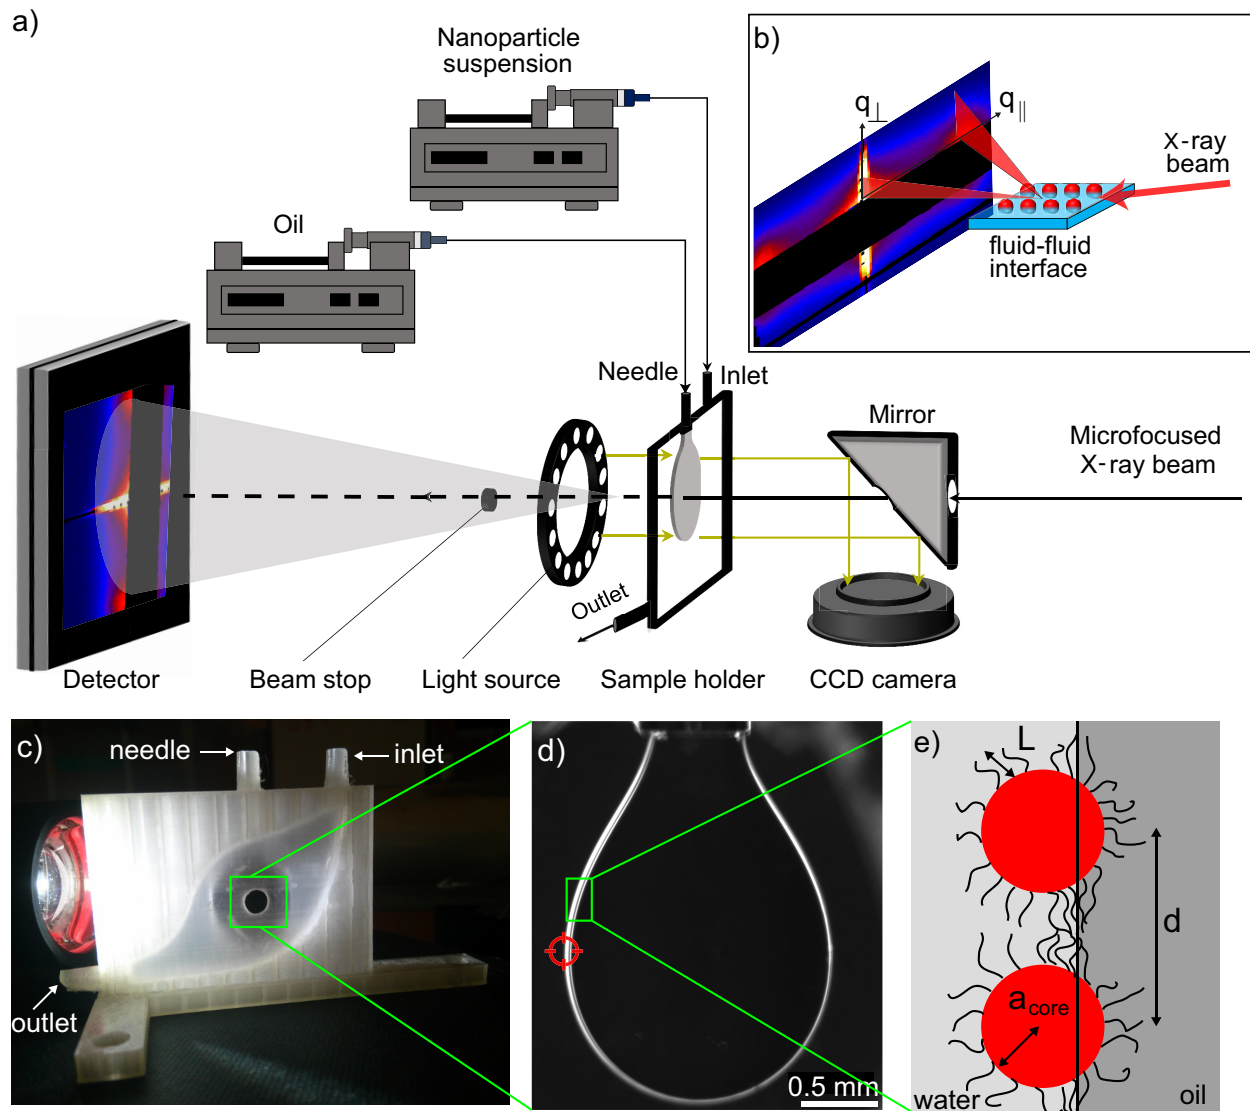 a)
Nanoparticle
suspension
Oil
b)
q⊥
q∥
X-ray
beam
fluid-fluid
interface
Needle
Inlet
Mirror
Microfocused
X-ray beam
Outlet
Detector
Beam stop
Light source
Sample holder
CCD camera
c)
needle
inlet
outlet
d)
0.5 mm
e)
L
d
a core
water
oil